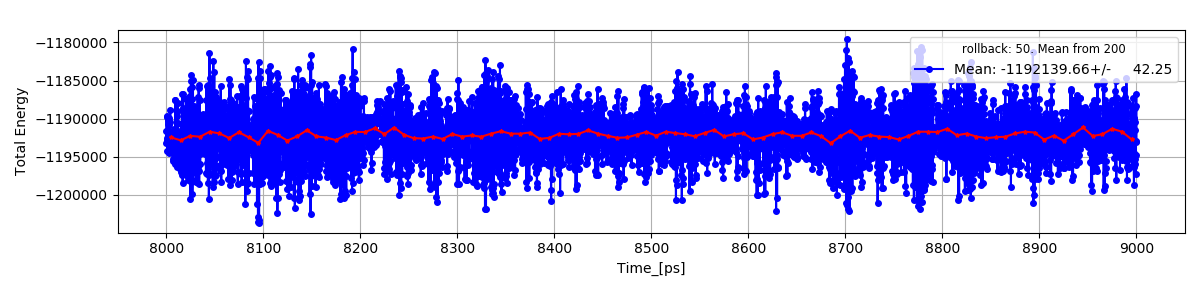 −1180000
−1185000
−1190000
−1195000
−1200000
Total Energy
rollback: 50, Mean from 200
Mean: -1192139.66+/- 42.25
8000 8100 8200 8300 8400 8500 8600 8700 8800 8900 9000
Time_[ps]